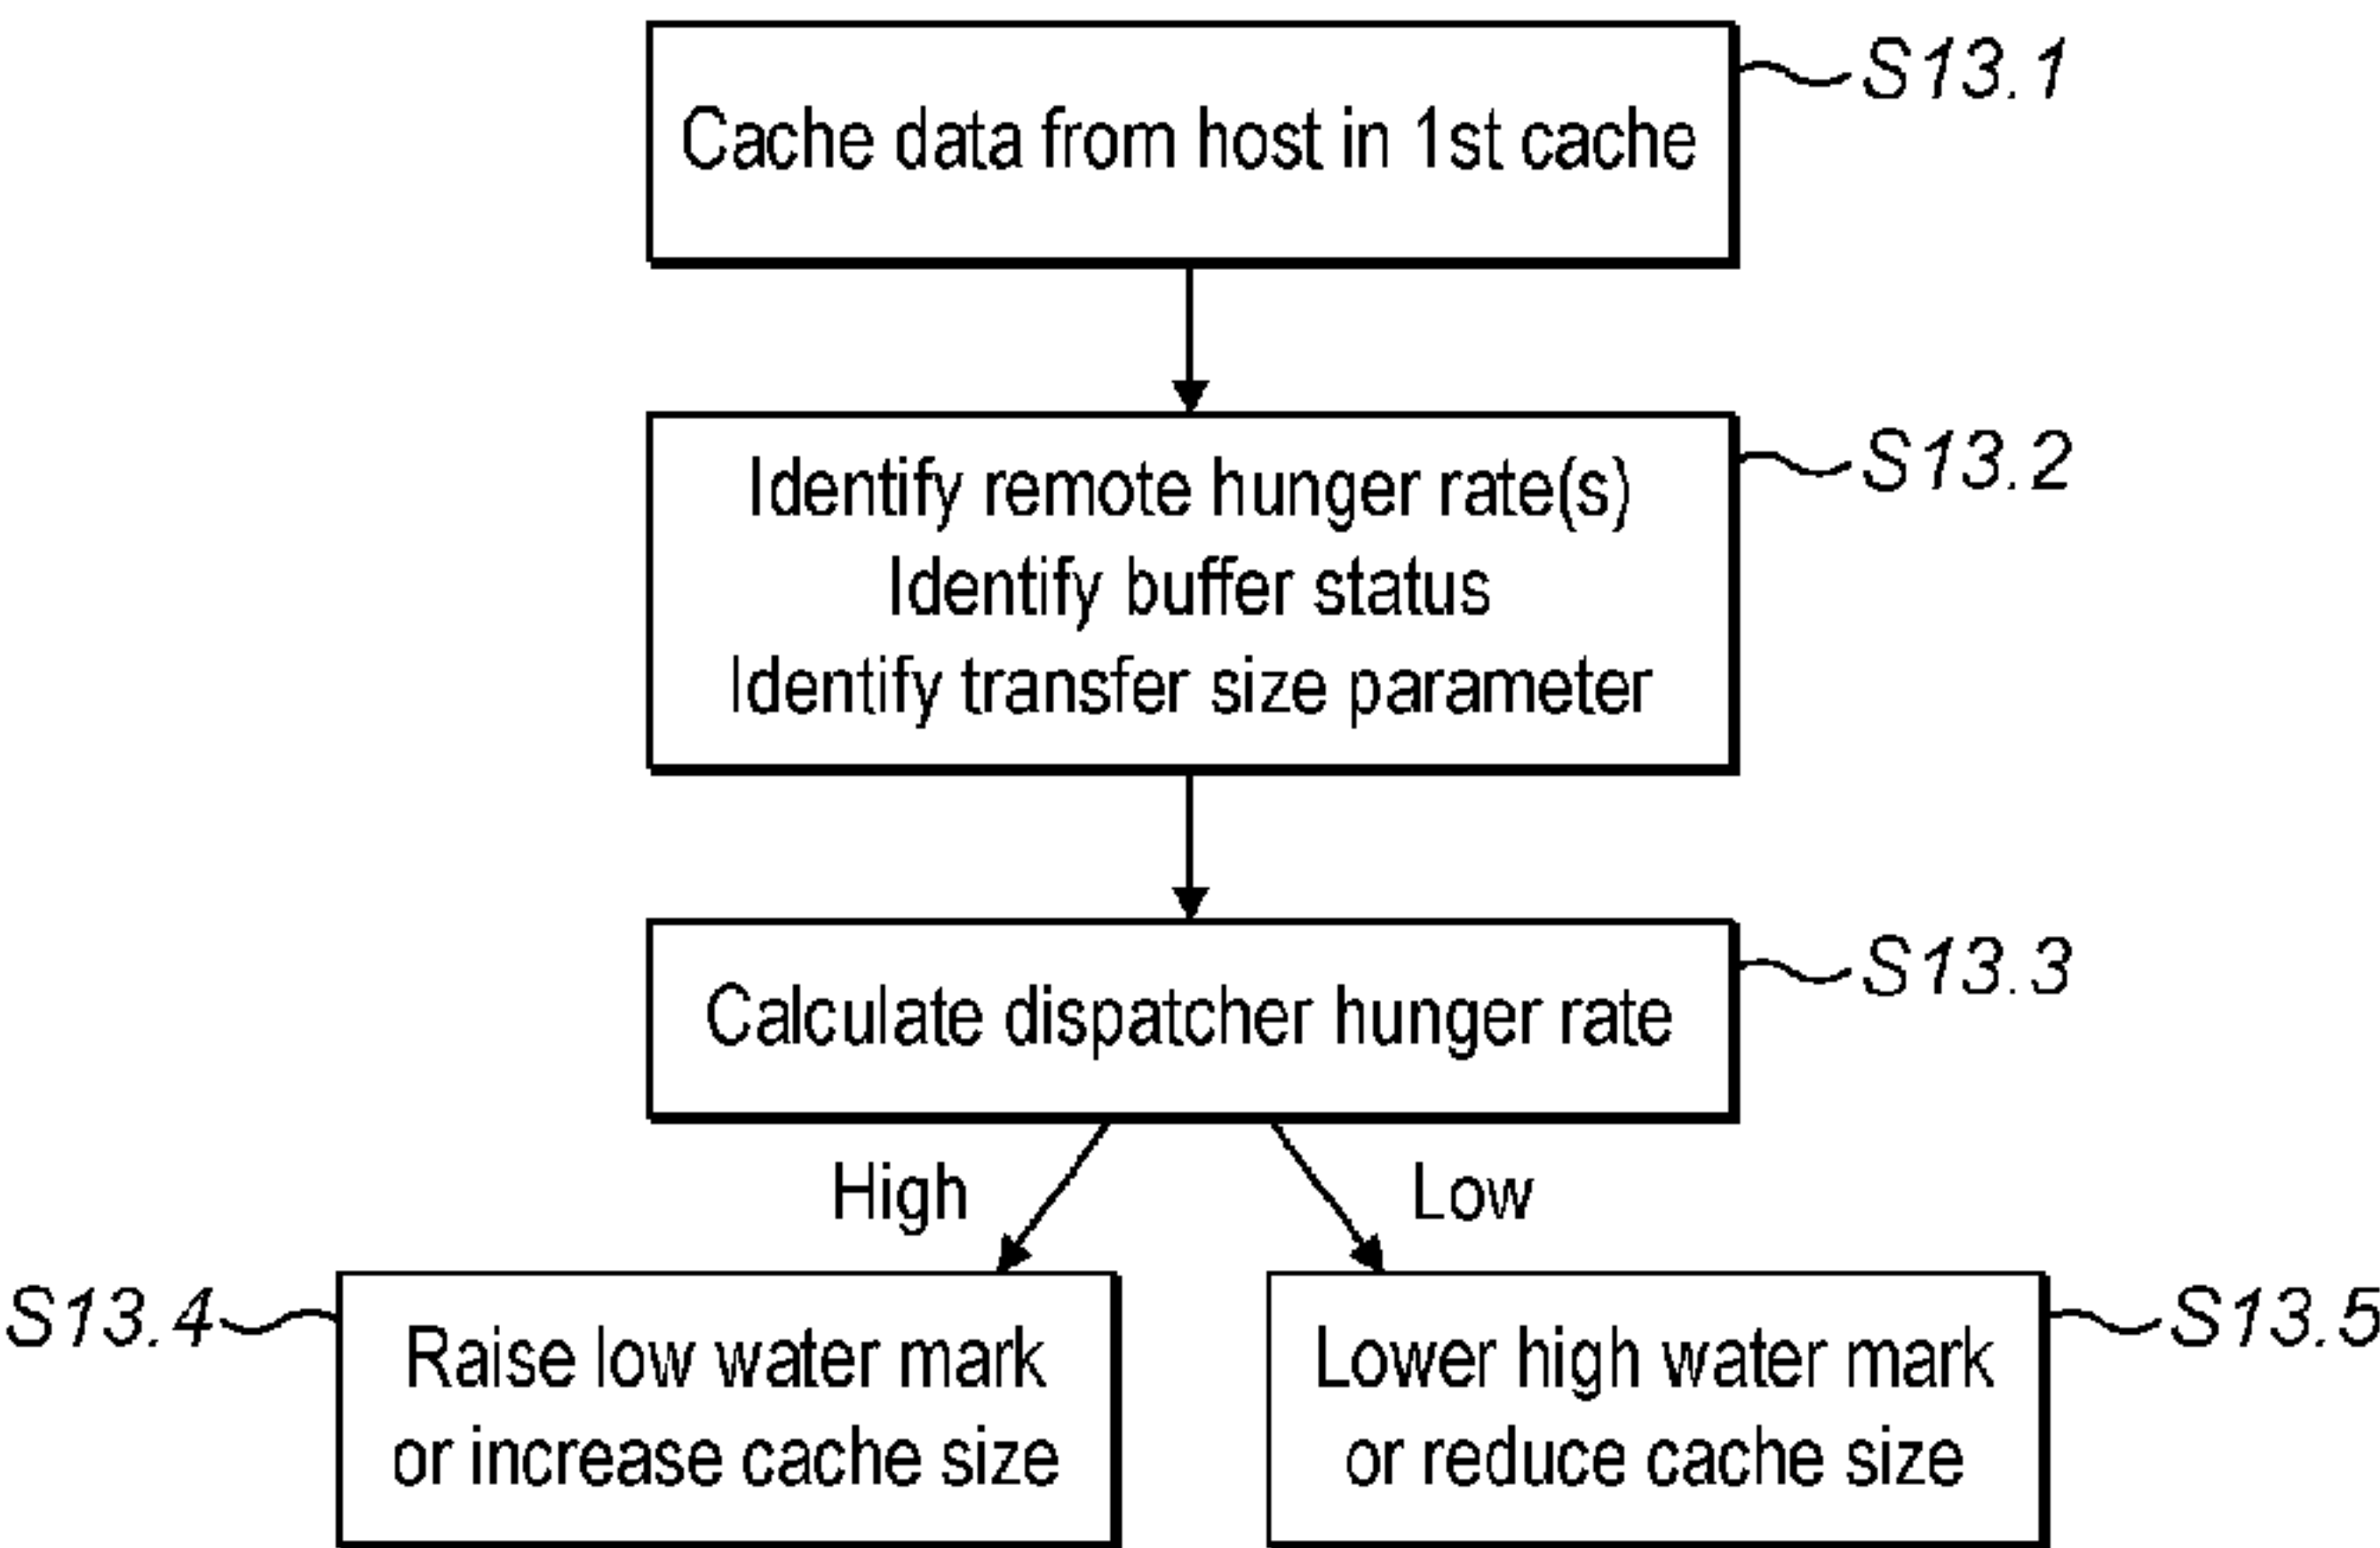 Cache data from host in 1st cache
S13.1
Identify remote hunger rate(s)
Identify buffer status
Identify transfer size parameter
S13.2
Calculate dispatcher hunger rate
S13.3
High
Low
S13.4
Raise low water mark
or increase cache size
Lower high water mark
or reduce cache size
S13.5